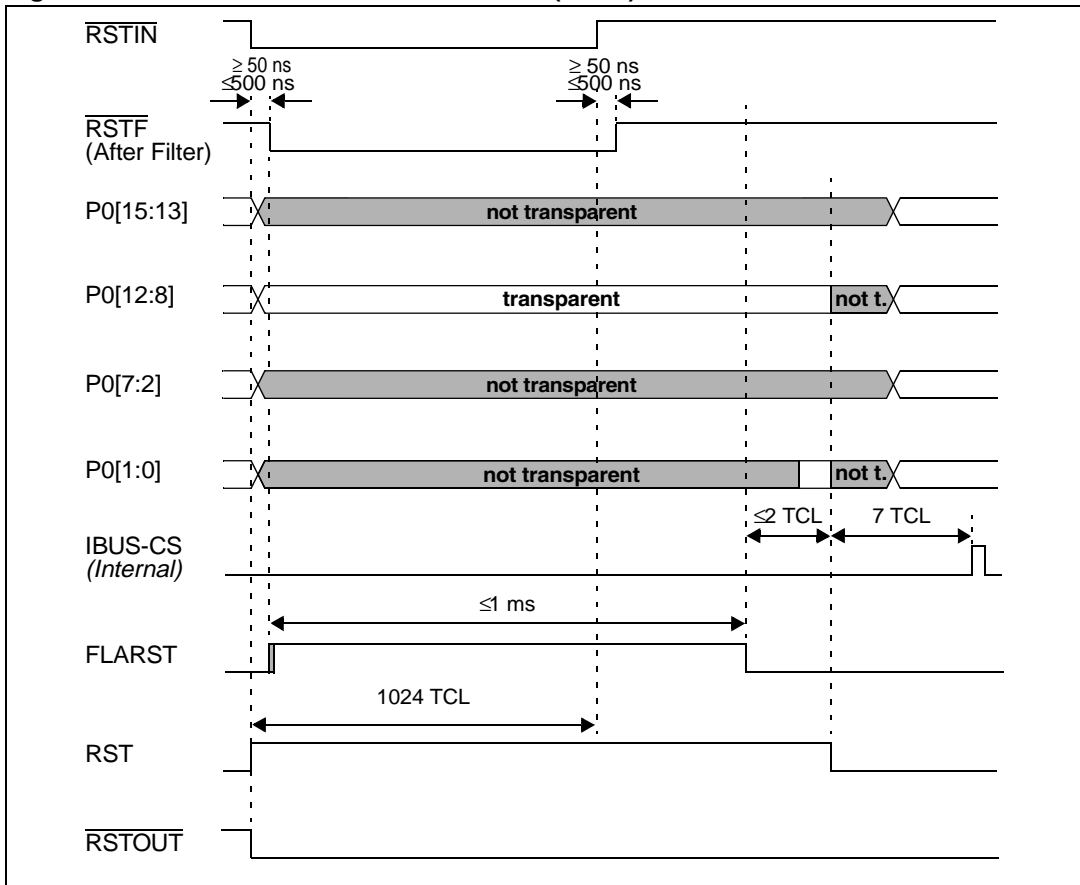 RSTIN
≥ 50 ns ≥ 50 ns
≤500 ns ≤500 ns
RSTF
(After Filter)
P0[15:13] not transparent
P0[12:8] transparent not t.
P0[7:2] not transparent
P0[1:0] not transparent not t.
≤2 TCL 7 TCL
IBUS-CS
(Internal)
≤1 ms
FLARST
1024 TCL
RST
RSTOUT